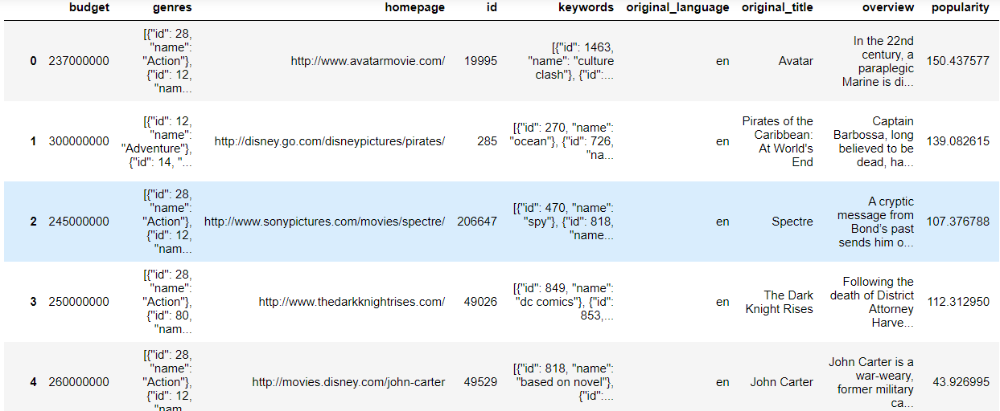 budget genres homepage id keywords original_language original_title overview popularity
[{"id": 28,
"name":
"Action"},
{"id": 12,
"nam...
0 237000000 http://www.avatarmovie.com/ 19995
[{"id": 1463,
"name": "culture
clash"}, {"id":...
en Avatar
In the 22nd
century, a
paraplegic
Marine is di...
150.437577
[{"id": 12,
"name":
"Adventure"},
{"id": 14, "...
1 300000000 http://disney.go.com/disneypictures/pirates/ 285
[{"id": 270, "name":
"ocean"}, {"id": 726,
"na...
en
Pirates of the
Caribbean:
At World's
End
Captain
Barbossa, long
believed to be
dead, ha...
139.082615
[{"id": 28,
"name":
"Action"},
{"id": 12,
"nam...
2 245000000 http://www.sonypictures.com/movies/spectre/ 206647
[{"id": 470, "name":
"spy"}, {"id": 818,
"name...
en Spectre
A cryptic
message from
Bond’s past
sends him o...
107.376788
[{"id": 28,
"name":
"Action"},
{"id": 80,
"nam...
3 250000000 http://www.thedarkknightrises.com/ 49026
[{"id": 849, "name":
"dc comics"}, {"id":
853,...
en
The Dark
Knight Rises
Following the
death of District
Attorney
Harve...
112.312950
[{"id": 28,
"name":
"Action"},
{"id": 12,
"nam...
4 260000000 http://movies.disney.com/john-carter 49529
[{"id": 818, "name":
"based on novel"},
{"id":...
en John Carter
John Carter is a
war-weary,
former military
ca...
43.926995